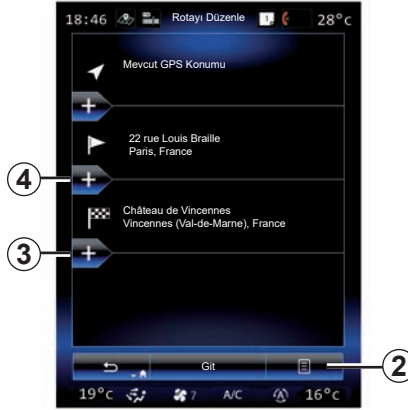 18:46 Rotayı Düzenle 1 28°c
Mevcut GPS Konumu
+
22 rue Louis Braille
Paris, France
+
4
Château de Vincennes
Vincennes (Val-de-Marne), France
+
3
Git
2
19°c 7 A/C 16°c